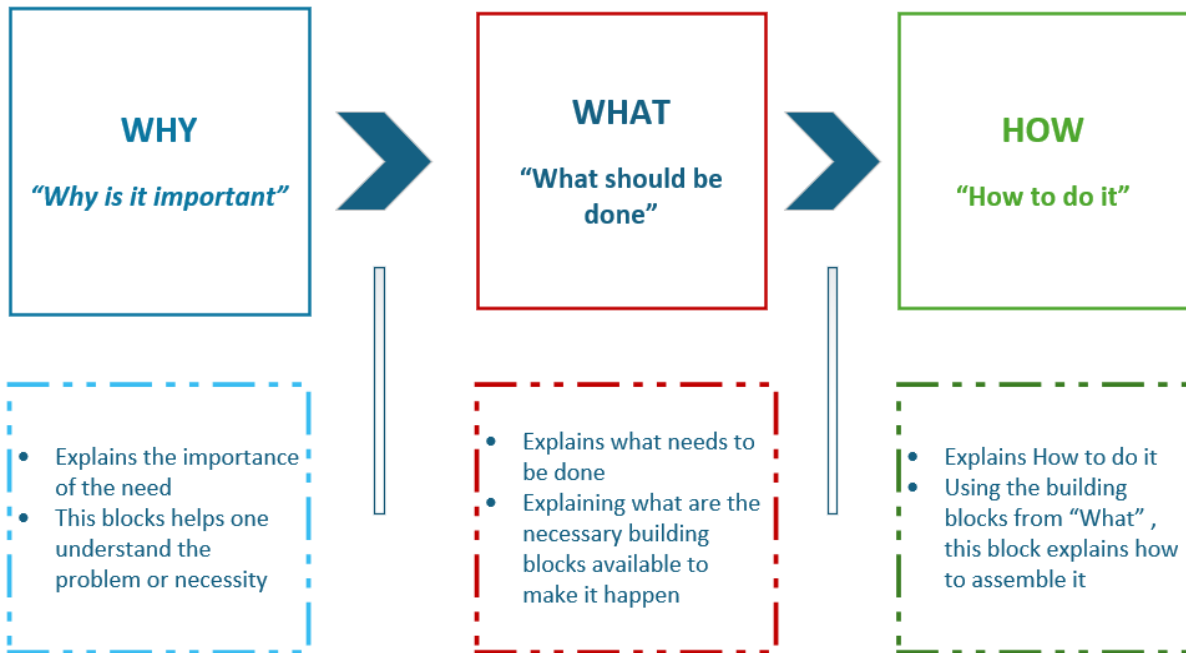 WHY
“Why is it important”
WHAT
“What should be
done”
HOW
“How to do it”
• Explains the importance
of the need
• This blocks helps one
understand the
problem or necessity
• Explains what needs to
be done
• Explaining what are the
necessary building
blocks available to
make it happen
• Explains How to do it
• Using the building
blocks from “What” ,
this block explains how
to assemble it